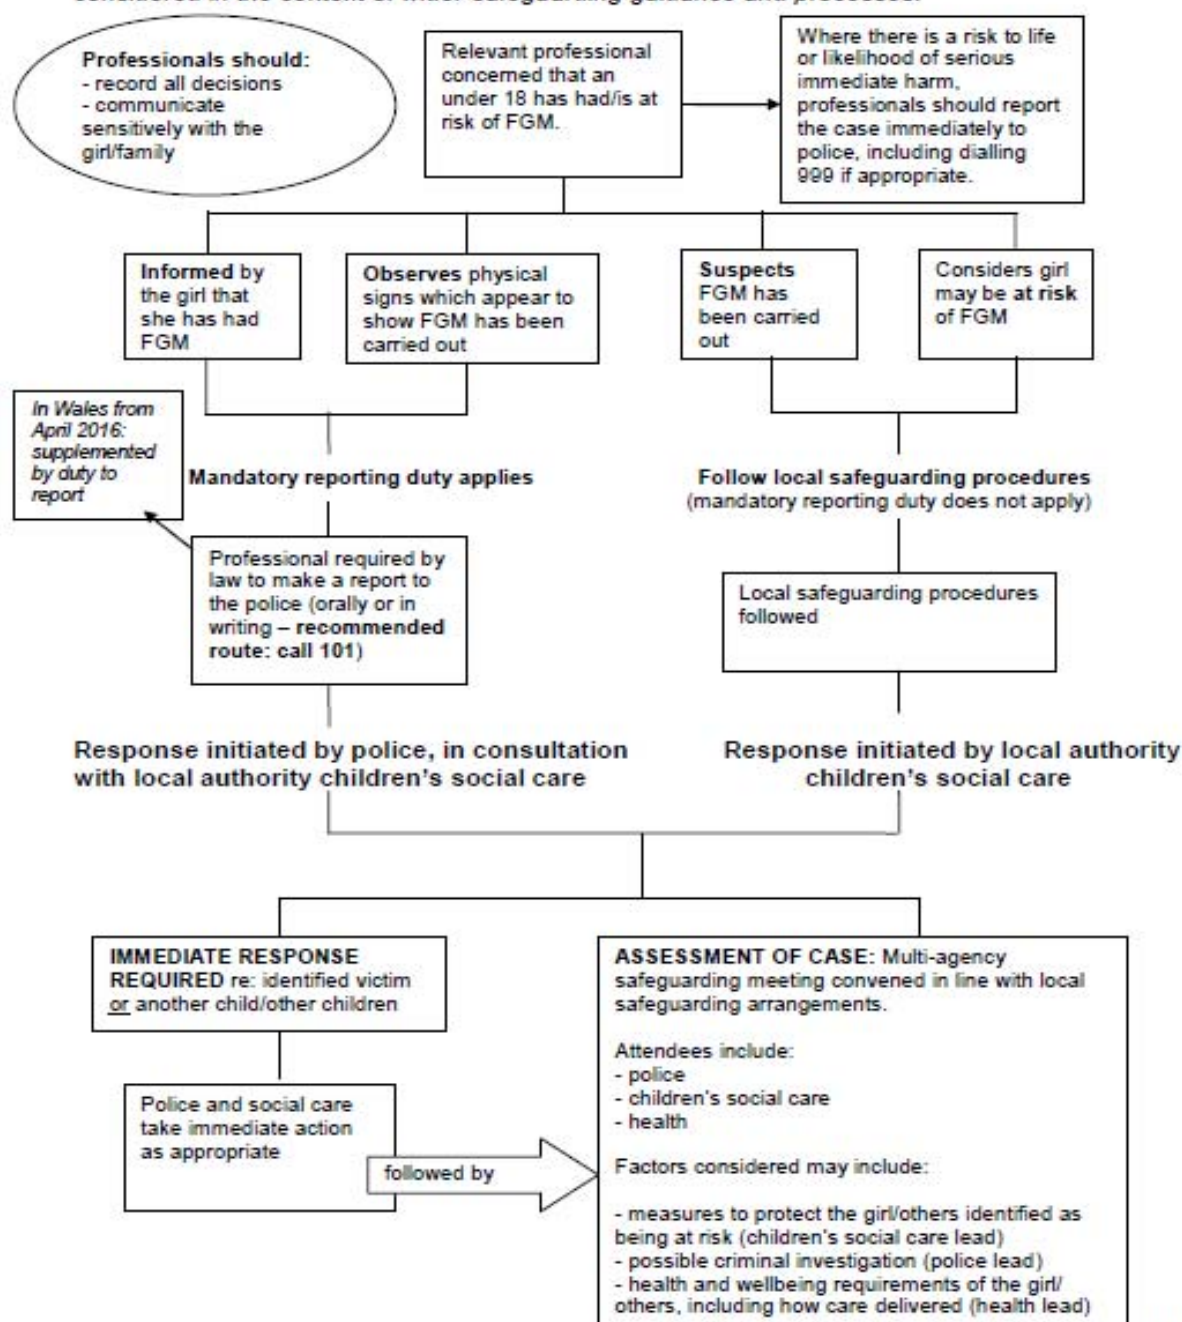 Professionals should:
- record all decisions
- communicate
sensitively with the
girl/family
Relevant professional
concerned that an
under 18 has had/is at
risk of FGM.
Where there is a risk to life
or likelihood of serious
immediate harm,
professionals should report
the case immediately to
police, including dialling
999 if appropriate.
Informed by
the girl that
she has had
FGM
Observes physical
signs which appear to
show FGM has been
carried out
Suspects
FGM has
been carried
out
Considers girl
may be at risk
of FGM
In Wales from
April 2016:
supplemented
by duty to
report
Mandatory reporting duty applies
Follow local safeguarding procedures
(mandatory reporting duty does not apply)
Professional required by
law to make a report to
the police (orally or in
writing – recommended
route: call 101)
Local safeguarding procedures
followed
Response initiated by police, in consultation
with local authority children's social care
Response initiated by local authority
children's social care
IMMEDIATE RESPONSE
REQUIRED re: identified victim
or another child/other children
Police and social care
take immediate action
as appropriate
followed by
ASSESSMENT OF CASE: Multi-agency
safeguarding meeting convened in line with local
safeguarding arrangements.
Attendees include:
- police
- children's social care
- health
Factors considered may include:
- measures to protect the girl/others identified as
being at risk (children's social care lead)
- possible criminal investigation (police lead)
- health and wellbeing requirements of the girl/
others, including how care delivered (health lead)